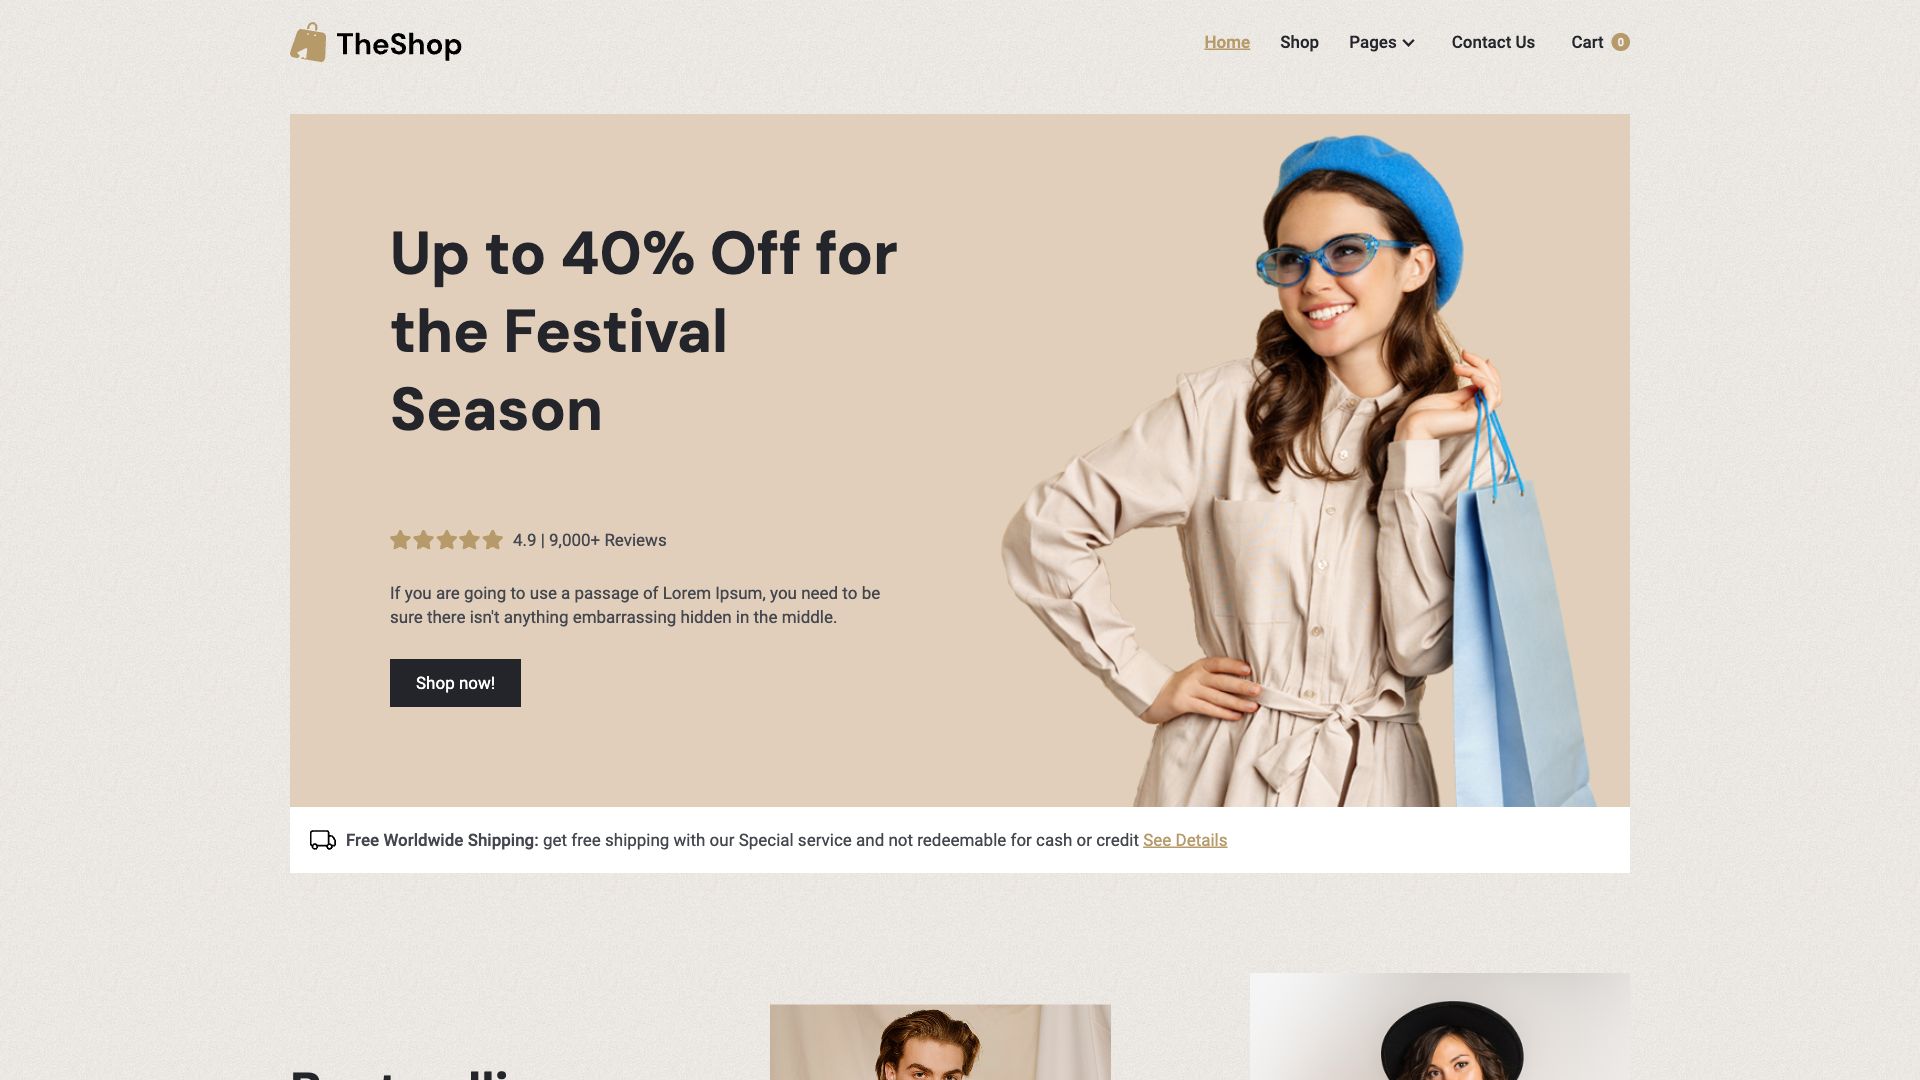 TheShop
Home Shop Pages Contact Us Cart 0
Up to 40% Off for
the Festival
Season
4.9 | 9,000+ Reviews
If you are going to use a passage of Lorem Ipsum, you need to be
sure there isn't anything embarrassing hidden in the middle.
Shop now!
Free Worldwide Shipping: get free shipping with our Special service and not redeemable for cash or credit See Details